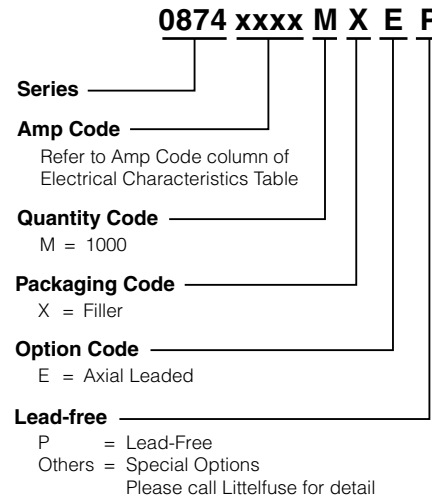 0874 xxxx M X E P
Series
Amp Code
Refer to Amp Code column of
Electrical Characteristics Table
Quantity Code
M = 1000
Packaging Code
X = Filler
Option Code
E = Axial Leaded
Lead-free
P = Lead-Free
Others = Special Options
Please call Littelfuse for detail